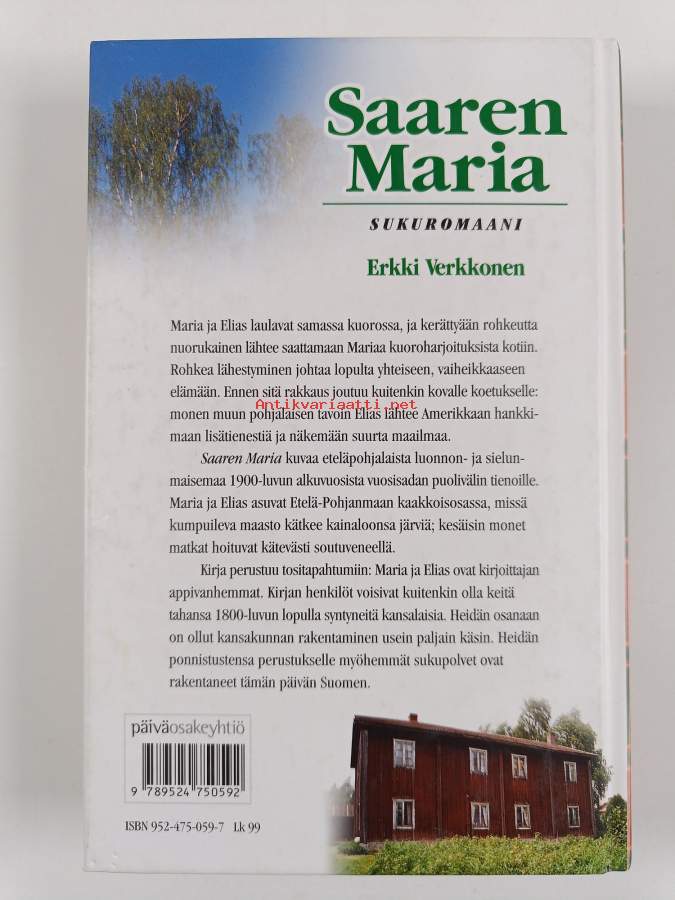 Saaren
Maria
SUKUROMAANI
Erkki Verkkonen
Maria ja Elias laulavat samassa kuorossa, ja kerättyään rohkeutta
nuorukainen lähtee saattamaan Mariaa kuoroharjoituksista kotiin.
Rohkea lähestyminen johtaa lopulta yhteiseen, vaiheikkaaseen
elämään. Ennen sitä rakkaus joutuu kuitenkin kovalle koetukselle:
monen muun pohjalaisen tavoin Elias lähtee Amerikkaan hankki-
Antikvariaatti.net
maan lisätienestiä ja näkemään suurta maailmaa.
Saaren Maria kuvaa eteläpohjalaista luonnon- ja sielun-
maisemaa 1900-luvun alkuvuosista vuosisadan puolivälin tienoille.
Maria ja Elias asuvat Etelä-Pohjanmaan kaakkoisosassa, missä
kumpuileva maasto kätkee kainaloonsa järviä; kesäisin monet
matkat hoituvat kätevästi soutuveneellä.
Kirja perustuu tositapahtumiin: Maria ja Elias ovat kirjoittajan
appivanhemmat. Kirjan henkilöt voisivat kuitenkin olla keitä
tahansa 1800-luvun lopulla syntyneitä kansalaisia. Heidän osanaan
on ollut kansakunnan rakentaminen usein paljain käsin. Heidän
ponnistustensa perustukselle myöhemmät sukupolvet ovat
rakentaneet tämän päivän Suomen.
päiväosakeyhtiö
9 789524 750592
ISBN 952-475-059-7 Lk 99